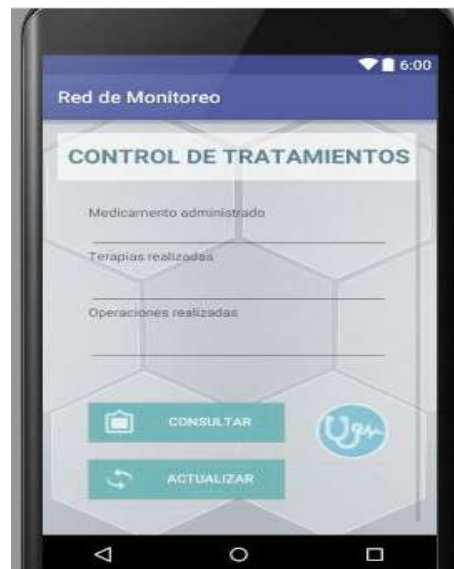 6:00
Red de Monitoreo
CONTROL DE TRATAMIENTOS
Medicamento administrado
Terapias realizadas
Operaciones realizadas
CONSULTAR
ACTUALIZAR